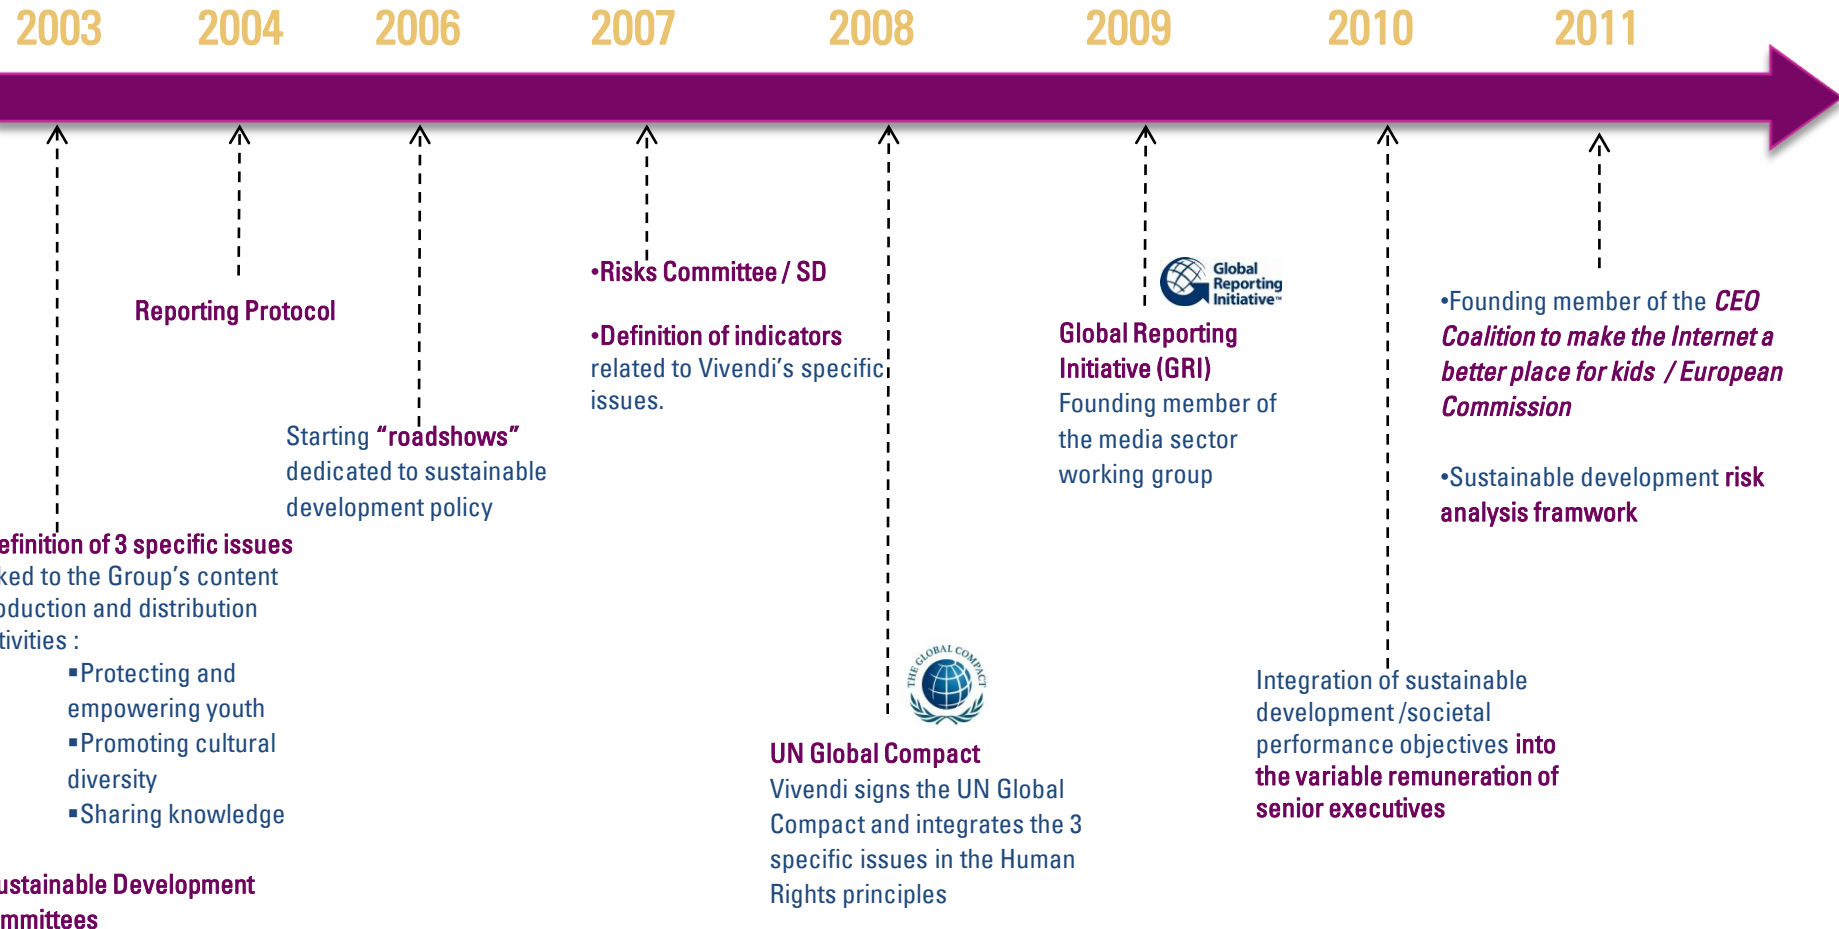 2003 2004 2006 2007 2008 2009 2010 2011
efinition of 3 specific issues
ked to the Group's content
oduction and distribution
tivities :
▪Protecting and
empowering youth
▪Promoting cultural
diversity
▪Sharing knowledge
ustainable Development
mmittees
Reporting Protocol
Starting “roadshows”
dedicated to sustainable
development policy
•Risks Committee / SD
•Definition of indicators
related to Vivendi's specific
issues.
THE GLOBAL COMPACT
UN Global Compact
Vivendi signs the UN Global
Compact and integrates the 3
specific issues in the Human
Rights principles
Global
Reporting
Initiative™
Global Reporting
Initiative (GRI)
Founding member of
the media sector
working group
Integration of sustainable
development /societal
performance objectives into
the variable remuneration of
senior executives
•Founding member of the CEO
Coalition to make the Internet a
better place for kids / European
Commission
•Sustainable development risk
analysis framwork